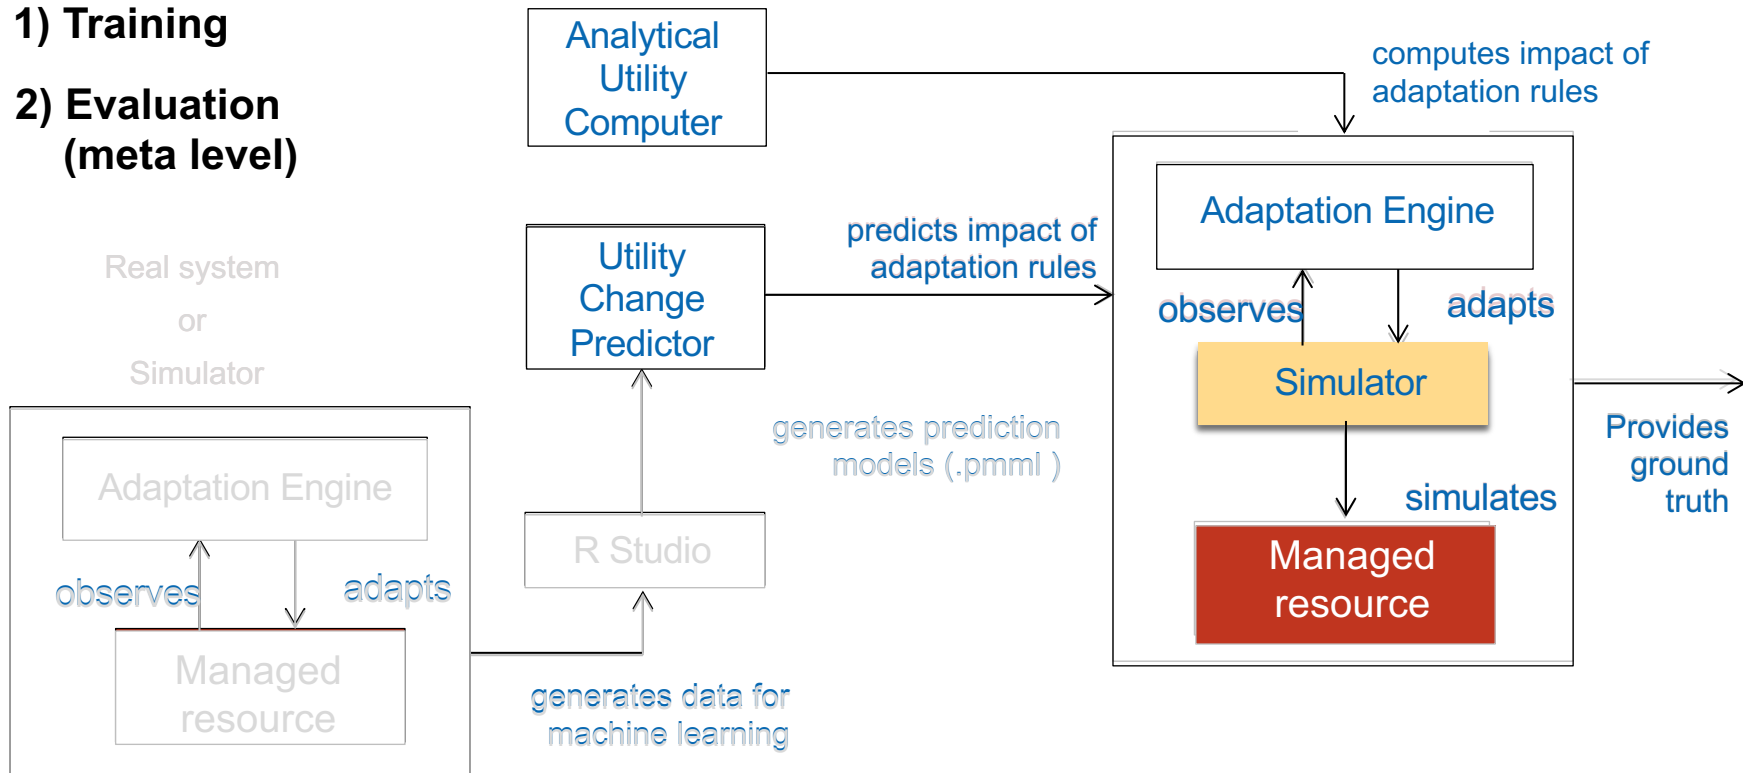 1) Training
2) Evaluation
(meta level)
Analytical
Utility
Computer
computes impact of
adaptation rules
Real system
or
Simulator
Utility
Change
Predictor
predicts impact of
adaptation rules
Adaptation Engine
observes
adapts
Simulator
simulates
Managed
resource
Provides
ground
truth
generates prediction
models (.pmml )
R Studio
Adaptation Engine
observes
adapts
Managed
resource
generates data for
machine learning